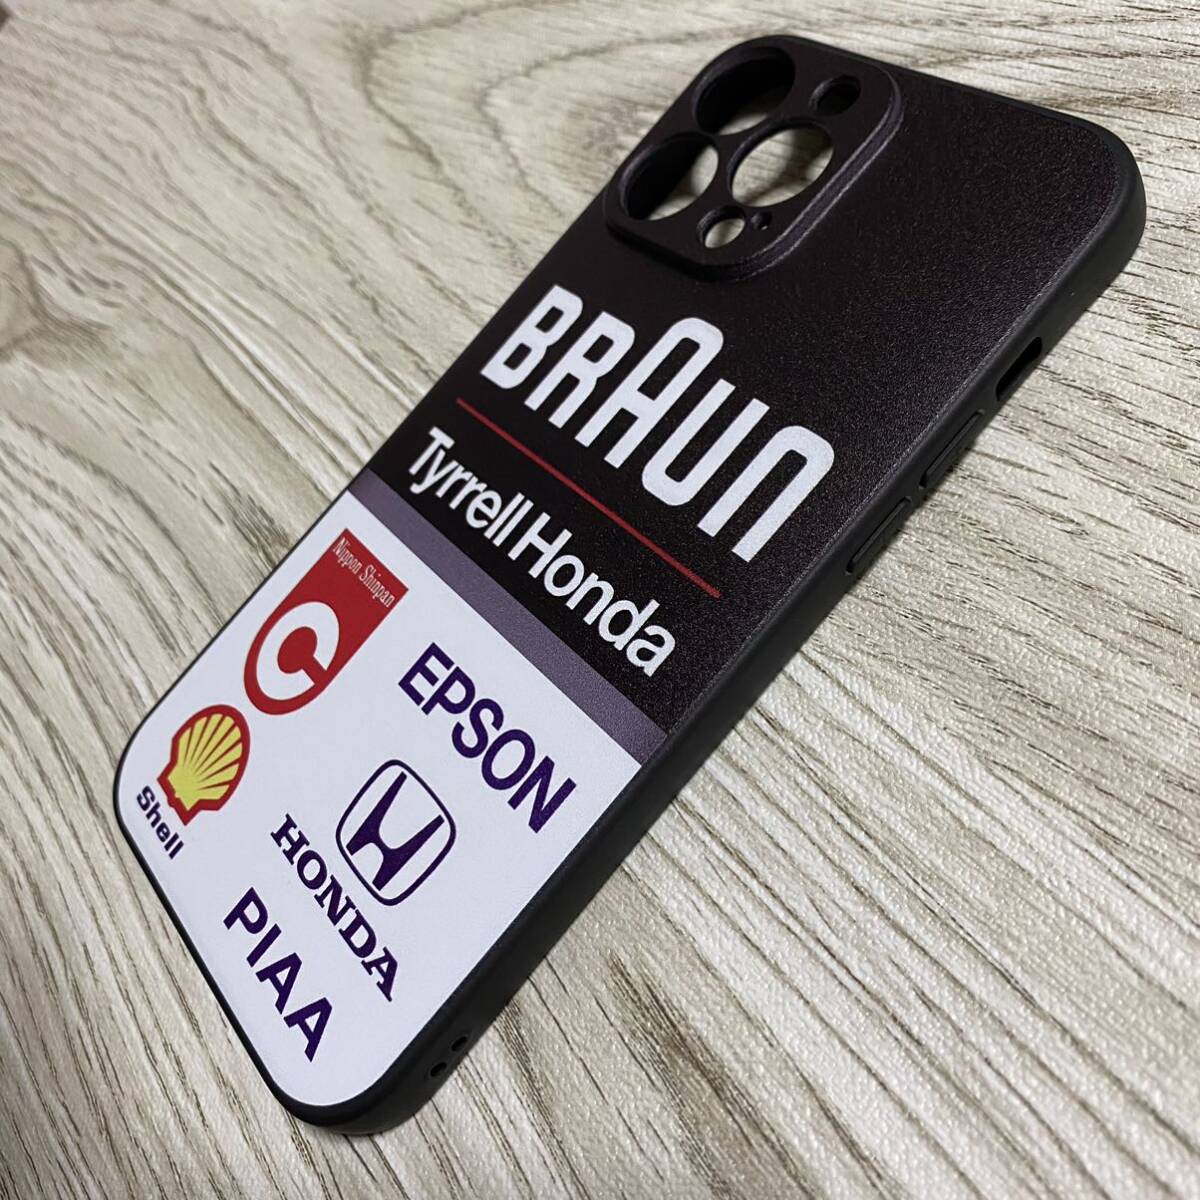 BRAUN
Tyrrell Honda
Nippon Shinpan
C
EPSON
Shell
HONDA
PIAA